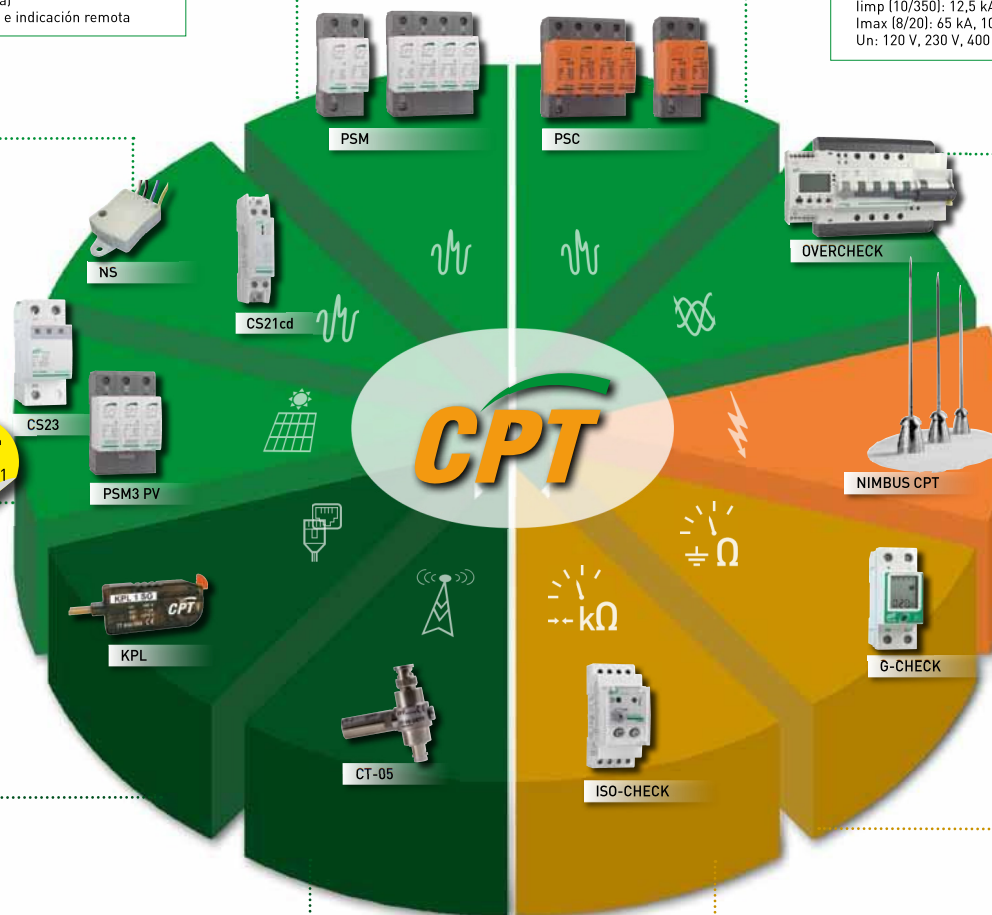 e indicación remota
Iimp (10/350): 12,5 kA
Imax (8/20): 65 kA, 10
Un: 120 V, 230 V, 400
PSM
PSC
OVERCHECK
NS
CS21cd
CS23
PSM3 PV
1
CPT
NIMBUS CPT
Ω
kΩ
KPL 1 SG
CPT
KPL
G-CHECK
CT-05
ISO-CHECK